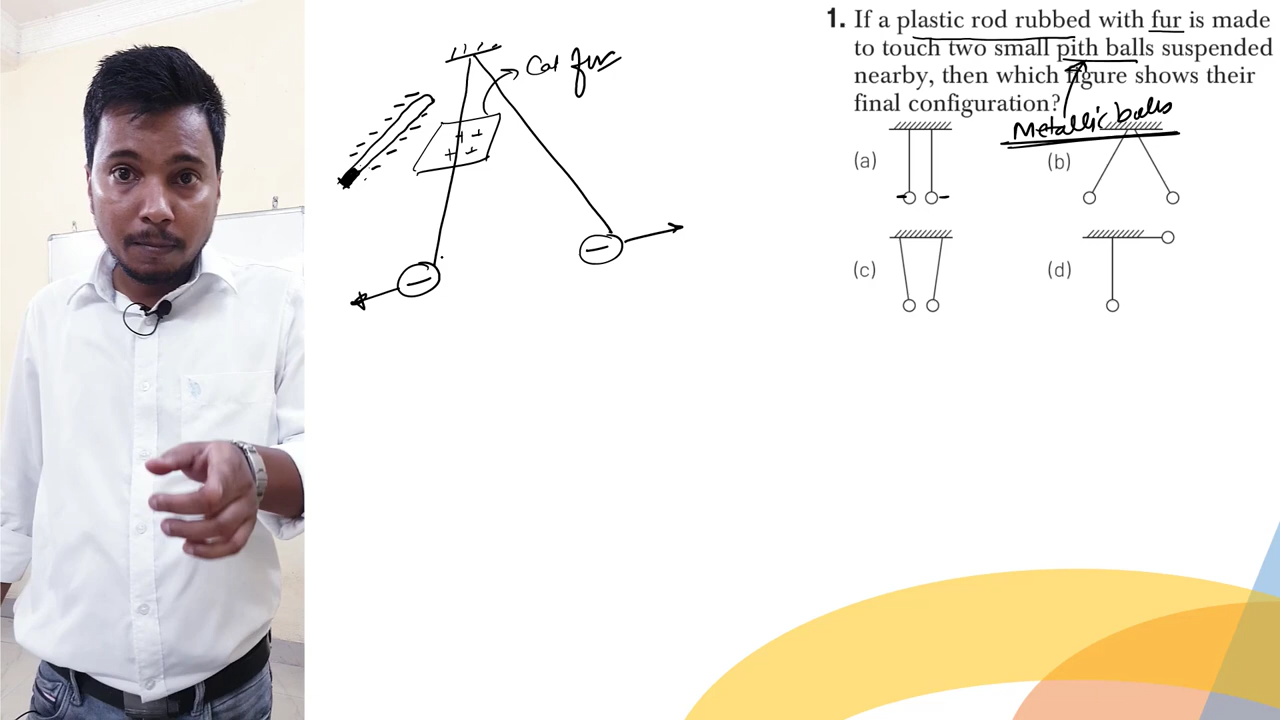 1. If a plastic rod rubbed with fur is made
to touch two small pith balls suspended
nearby, then which figure shows their
final configuration?
Metallic balls
(a)
(b)
(c)
(d)
Cat fur